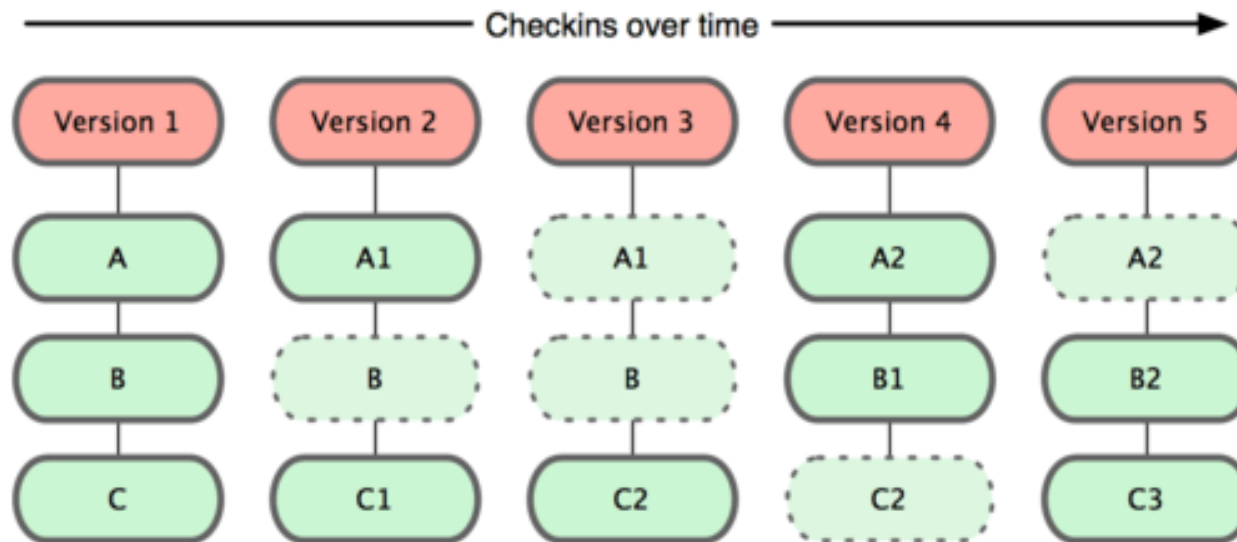 Checkins over time
Version 1 Version 2 Version 3 Version 4 Version 5
A A1 A1 A2 A2
B B B B1 B2
C C1 C2 C2 C3